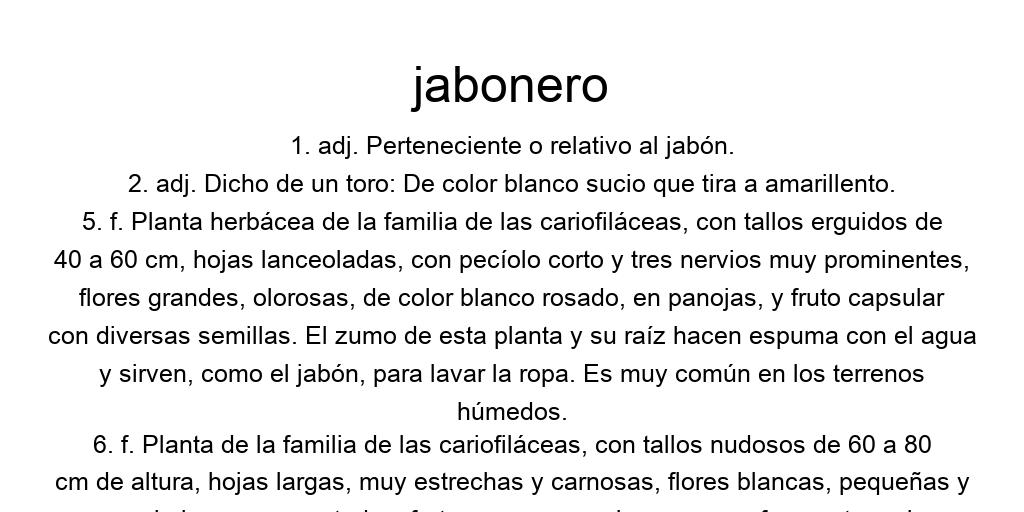 jabonero
1. adj. Perteneciente o relativo al jabón.
2. adj. Dicho de un toro: De color blanco sucio que tira a amarillento.
5. f. Planta herbácea de la familia de las cariofiláceas, con tallos erguidos de
40 a 60 cm, hojas lanceoladas, con pecíolo corto y tres nervios muy prominentes,
flores grandes, olorosas, de color blanco rosado, en panojas, y fruto capsular
con diversas semillas. El zumo de esta planta y su raíz hacen espuma con el agua
y sirven, como el jabón, para lavar la ropa. Es muy común en los terrenos
húmedos.
6. f. Planta de la familia de las cariofiláceas, con tallos nudosos de 60 a 80
cm de altura, hojas largas, muy estrechas y carnosas, flores blancas, pequeñas y